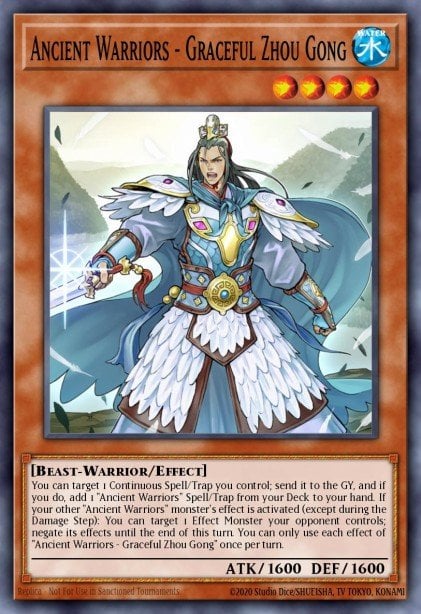 Ancient Warriors - Graceful Zhou Gong
WATER
水
[Beast-Warrior/Effect]
You can target 1 Continuous Spell/Trap you control; send it to the GY, and if
you do, add 1 "Ancient Warriors" Spell/Trap from your Deck to your hand. If
your other "Ancient Warriors" monster's effect is activated (except during the
Damage Step): You can target 1 Effect Monster your opponent controls;
negate its effects until the end of this turn. You can only use each effect of
"Ancient Warriors - Graceful Zhou Gong" once per turn.
ATK/1600 DEF/1600
Replica - Not For Use in Sanctioned Tournaments
©2020 Studio Dice/SHUEISHA, TV TOKYO, KONAMI